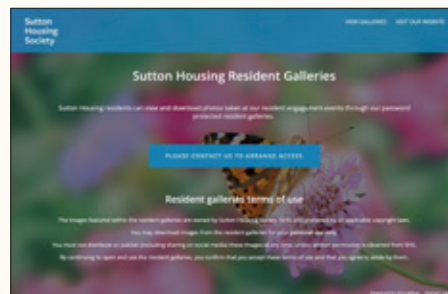 Sutton
Housing
Society
VIEW GALLERIES VISIT OUR WEBSITE
Sutton Housing Resident Galleries
Sutton Housing residents can view and download photos taken at our resident engagement events through our password
protected resident galleries.
PLEASE CONTACT US TO ARRANGE ACCESS
Resident galleries terms of use
The images featured within the resident galleries are owned by Sutton Housing Society (SHS) and protected by applicable copyright laws.
You may download images from the resident galleries for your personal use only.
You must not distribute or publish (including sharing on social media) these images at any time, unless written permission is obtained from SHS.
By continuing to open and use the resident galleries, you confirm that you accept these terms of use and that you agree to abide by them.